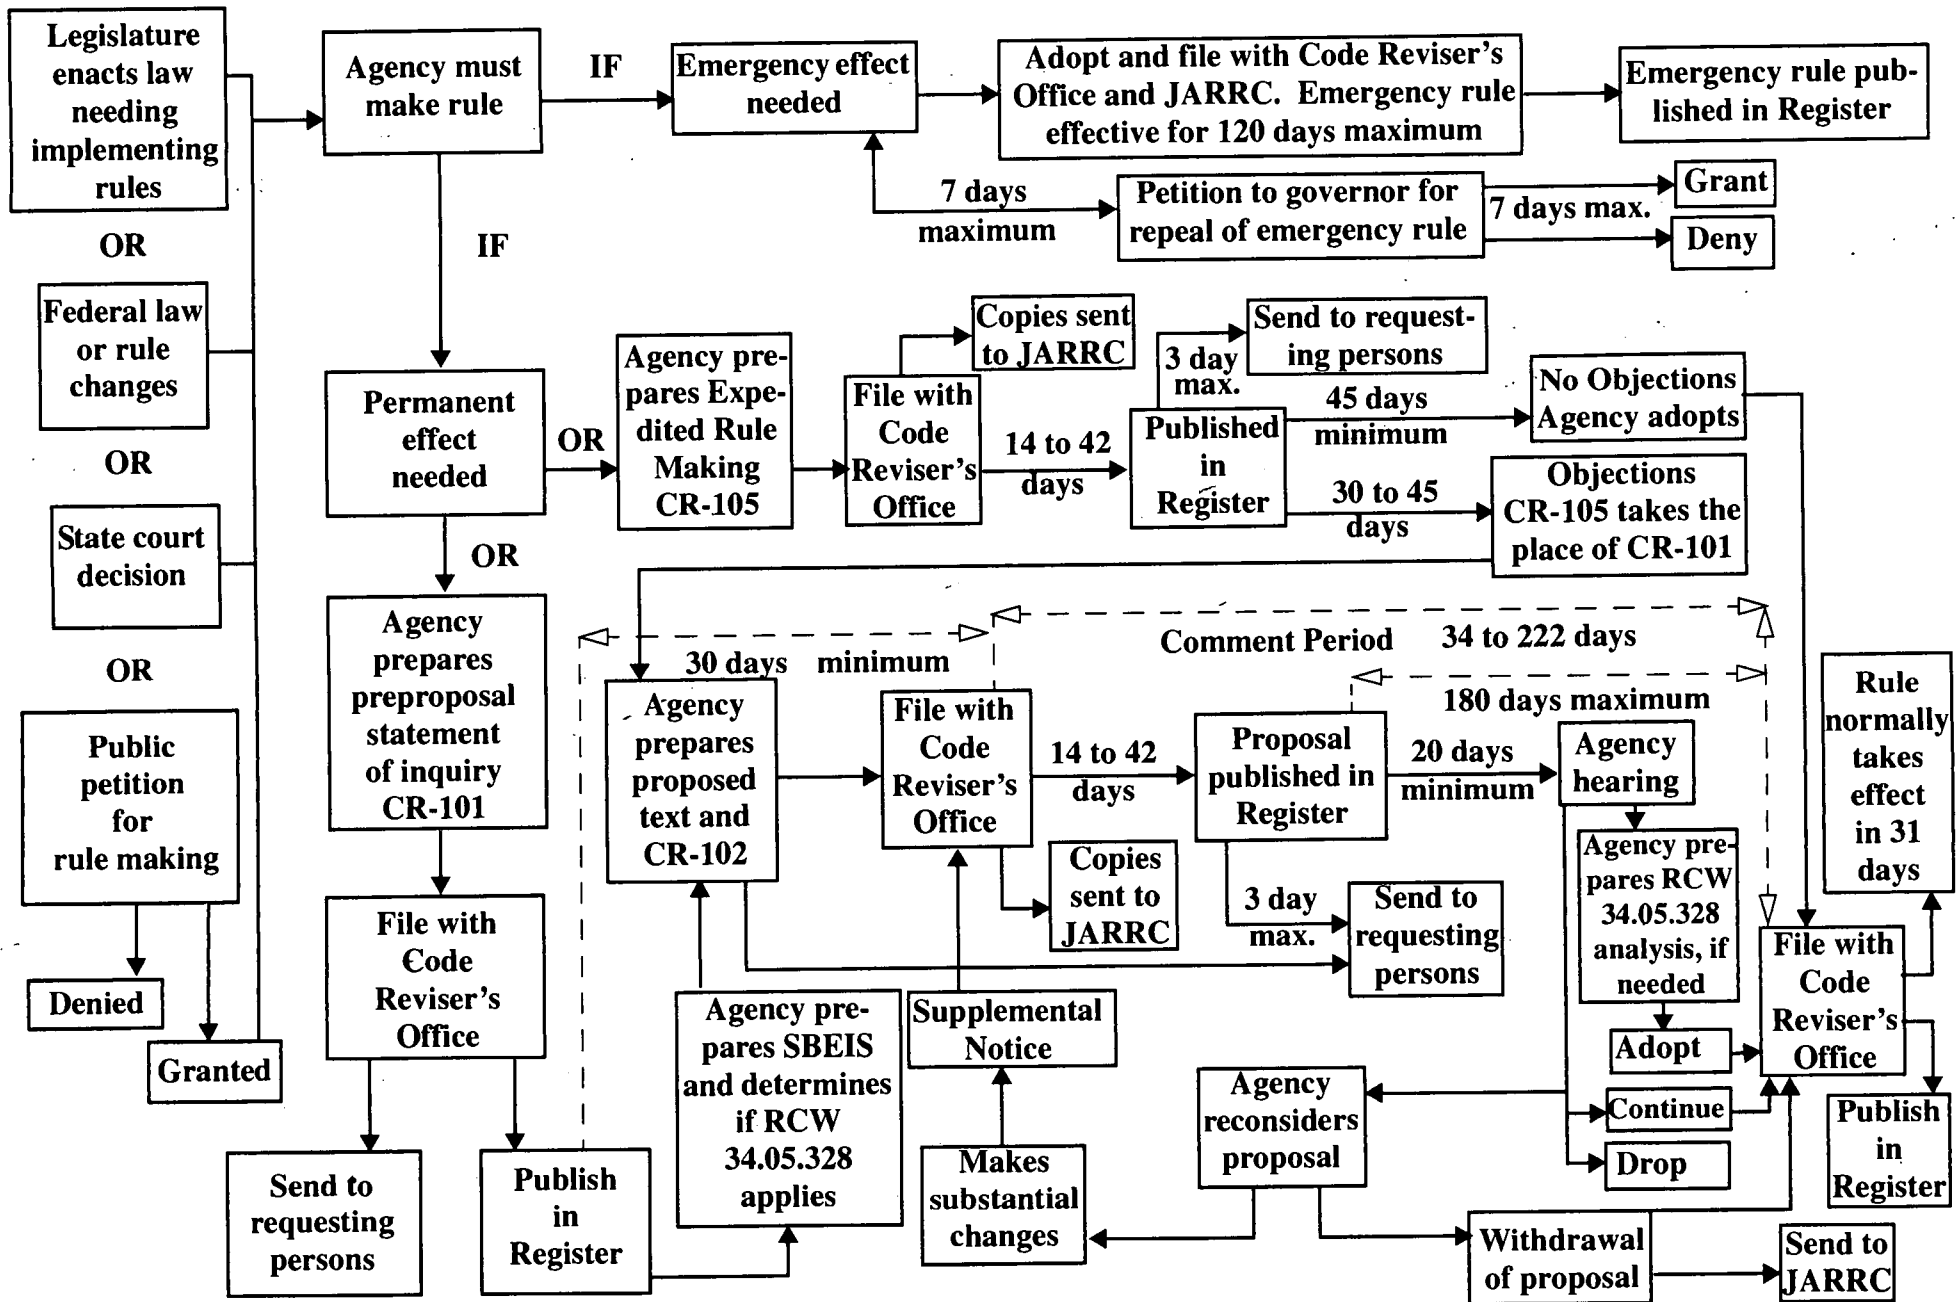 Legislature
enacts law
needing
implementing
rules
OR
Federal law
or rule
changes
OR
State court
decision
OR
Public
petition
for
rule making
Denied
Granted
Agency must
make rule
IF
Emergency effect
needed
Adopt and file with Code Reviser's
Office and JARRC. Emergency rule
effective for 120 days maximum
Emergency rule pub-
lished in Register
7 days
maximum
Petition to governor for
repeal of emergency rule
7 days max.
Grant
Deny
IF
Permanent
effect
needed
OR
Agency pre-
pares Expe-
dited Rule
Making
CR-105
File with
Code
Reviser's
Office
Copies sent
to JARRC
14 to 42
days
Published
in
Register
3 day
max.
Send to request-
ing persons
45 days
minimum
No Objections
Agency adopts
30 to 45
days
Objections
CR-105 takes the
place of CR-101
OR
Agency
prepares
preproposal
statement
of inquiry
CR-101
File with
Code
Reviser's
Office
Send to
requesting
persons
Publish
in
Register
30 days minimum
Agency pre-
pares SBEIS
and determines
if RCW
34.05.328
applies
Agency
prepares
proposed
text and
CR-102
File with
Code
Reviser's
Office
Copies
sent to
JARRC
Comment Period 34 to 222 days
180 days maximum
14 to 42
days
Proposal
published in
Register
3 day
max.
Send to
requesting
persons
20 days
minimum
Agency
hearing
Agency pre-
pares RCW
34.05.328
analysis, if
needed
Adopt
Continue
Drop
Agency
reconsiders
proposal
Makes
substantial
changes
Supplemental
Notice
Withdrawal
of proposal
Send to
JARRC
File with
Code
Reviser's
Office
Rule
normally
takes
effect
in 31
days
Publish
in
Register